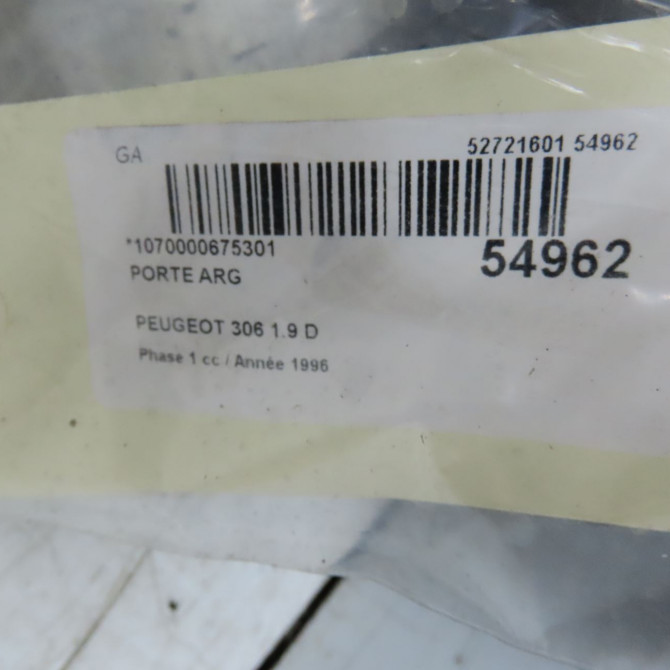 GA 52721601 54962
*1070000675301 54962
PORTE ARG
PEUGEOT 306 1.9 D
Phase 1 cc / Année 1996